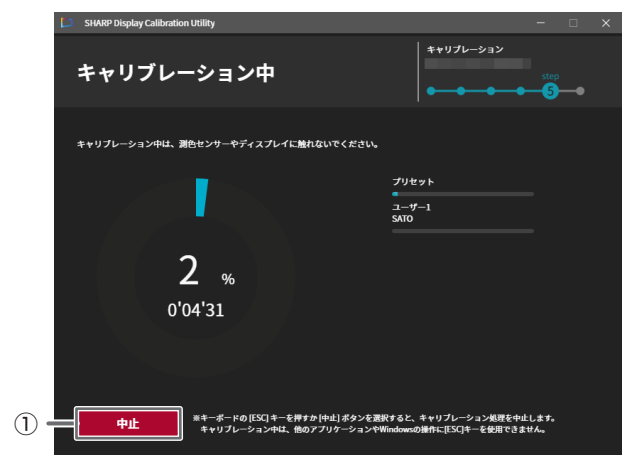 SHARP Display Calibration Utility
キャリブレーション中
キャリブレーション
step
5
キャリブレーション中は、測色センサーやディスプレイに触れないでください。
プリセット
ユーザー1
SATO
2 %
0'04'31
① 中止
※キーボードの [ESC] キーを押すか [中止] ボタンを選択すると、キャリブレーション処理を中止します。
キャリブレーション中は、他のアプリケーションやWindowsの操作に[ESC]キーを使用できません。